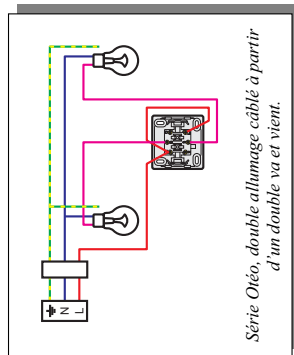 N
L
Série Otéo, double allumage câblé à partir
d'un double va et vient.